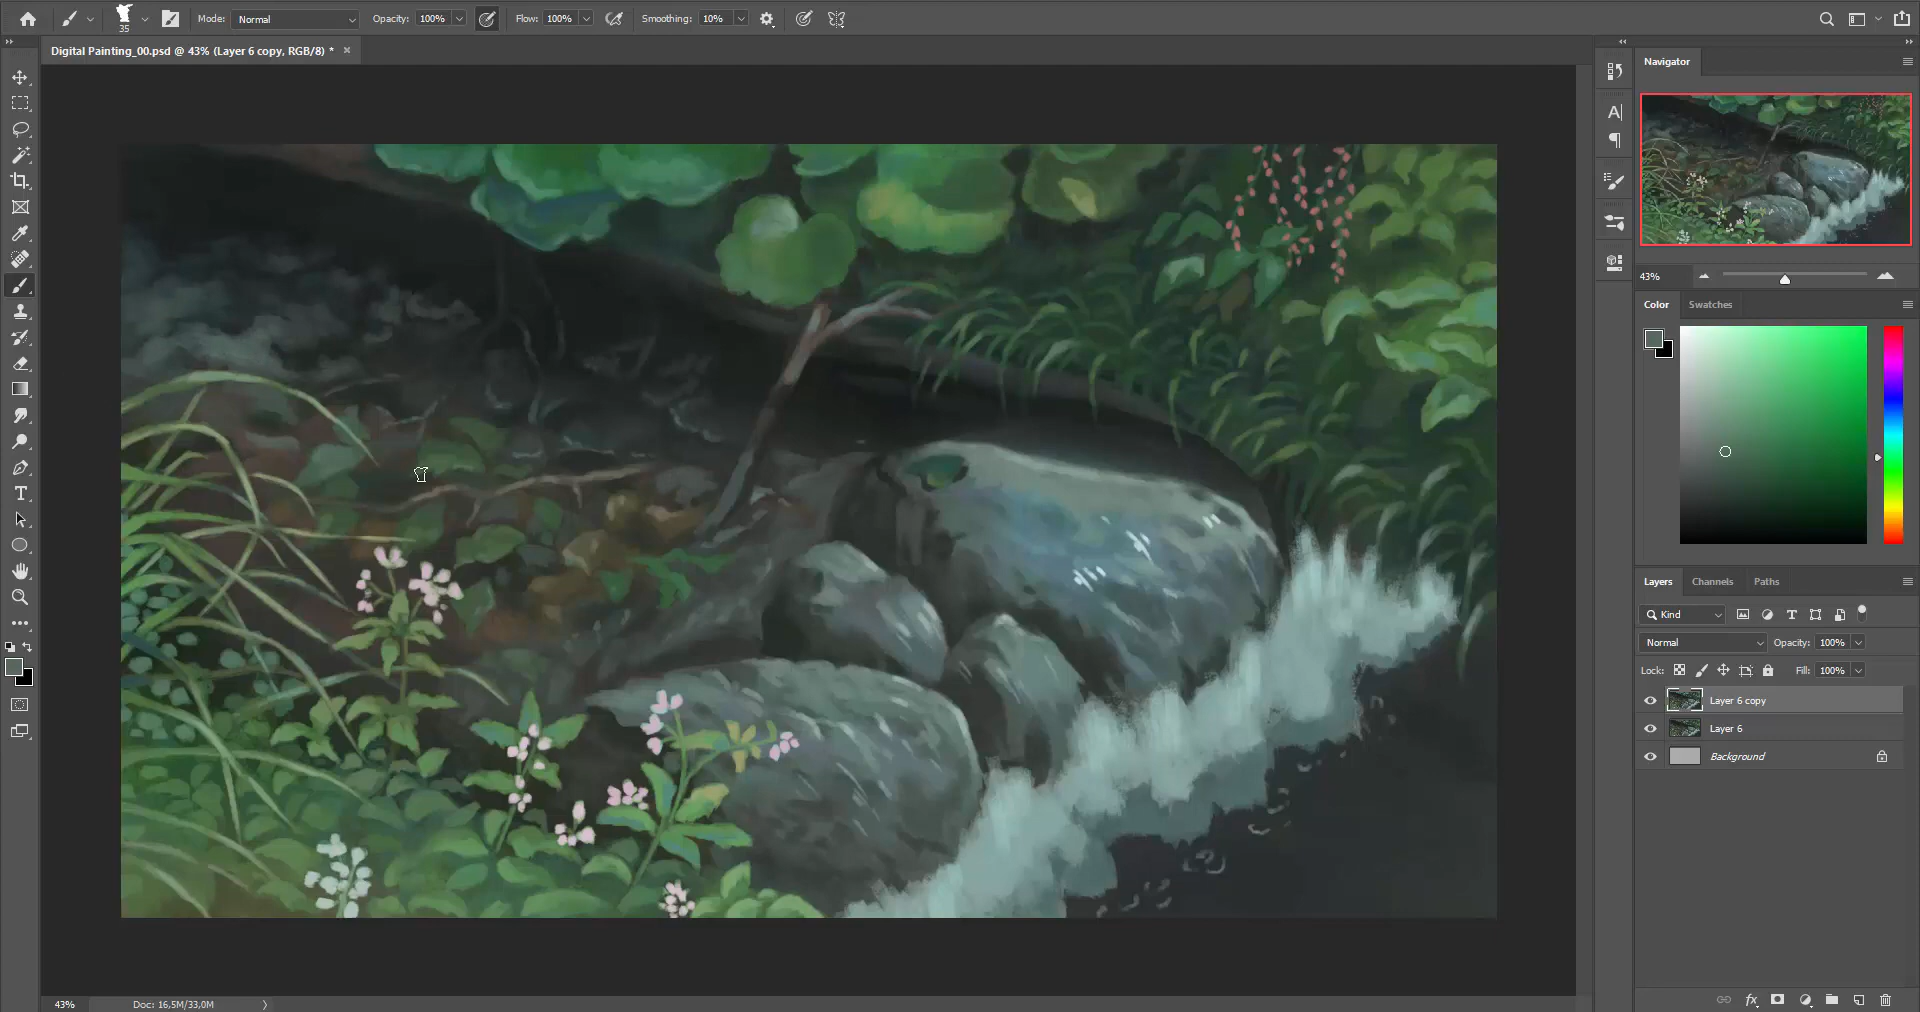 35
Mode: Normal Opacity: 100% Flow: 100% Smoothing: 10%
Digital Painting_00.psd @ 43% (Layer 6 copy, RGB/8) * ×
Navigator
43%
Color Swatches
Layers Channels Paths
Kind
Normal Opacity: 100%
Lock: Fill: 100%
Layer 6 copy
Layer 6
Background
43% Doc: 16,5M/33,0M